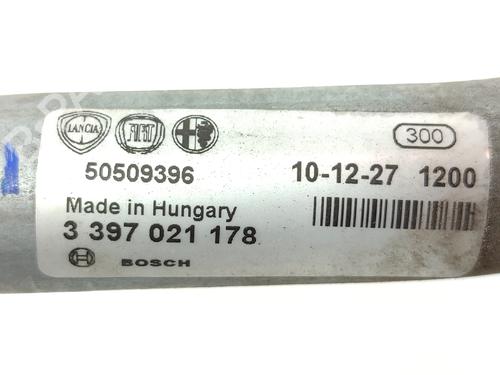 LANCIA FIAT 300
50509396 10-12-27 1200
Made in Hungary
3 397 021 178
BOSCH